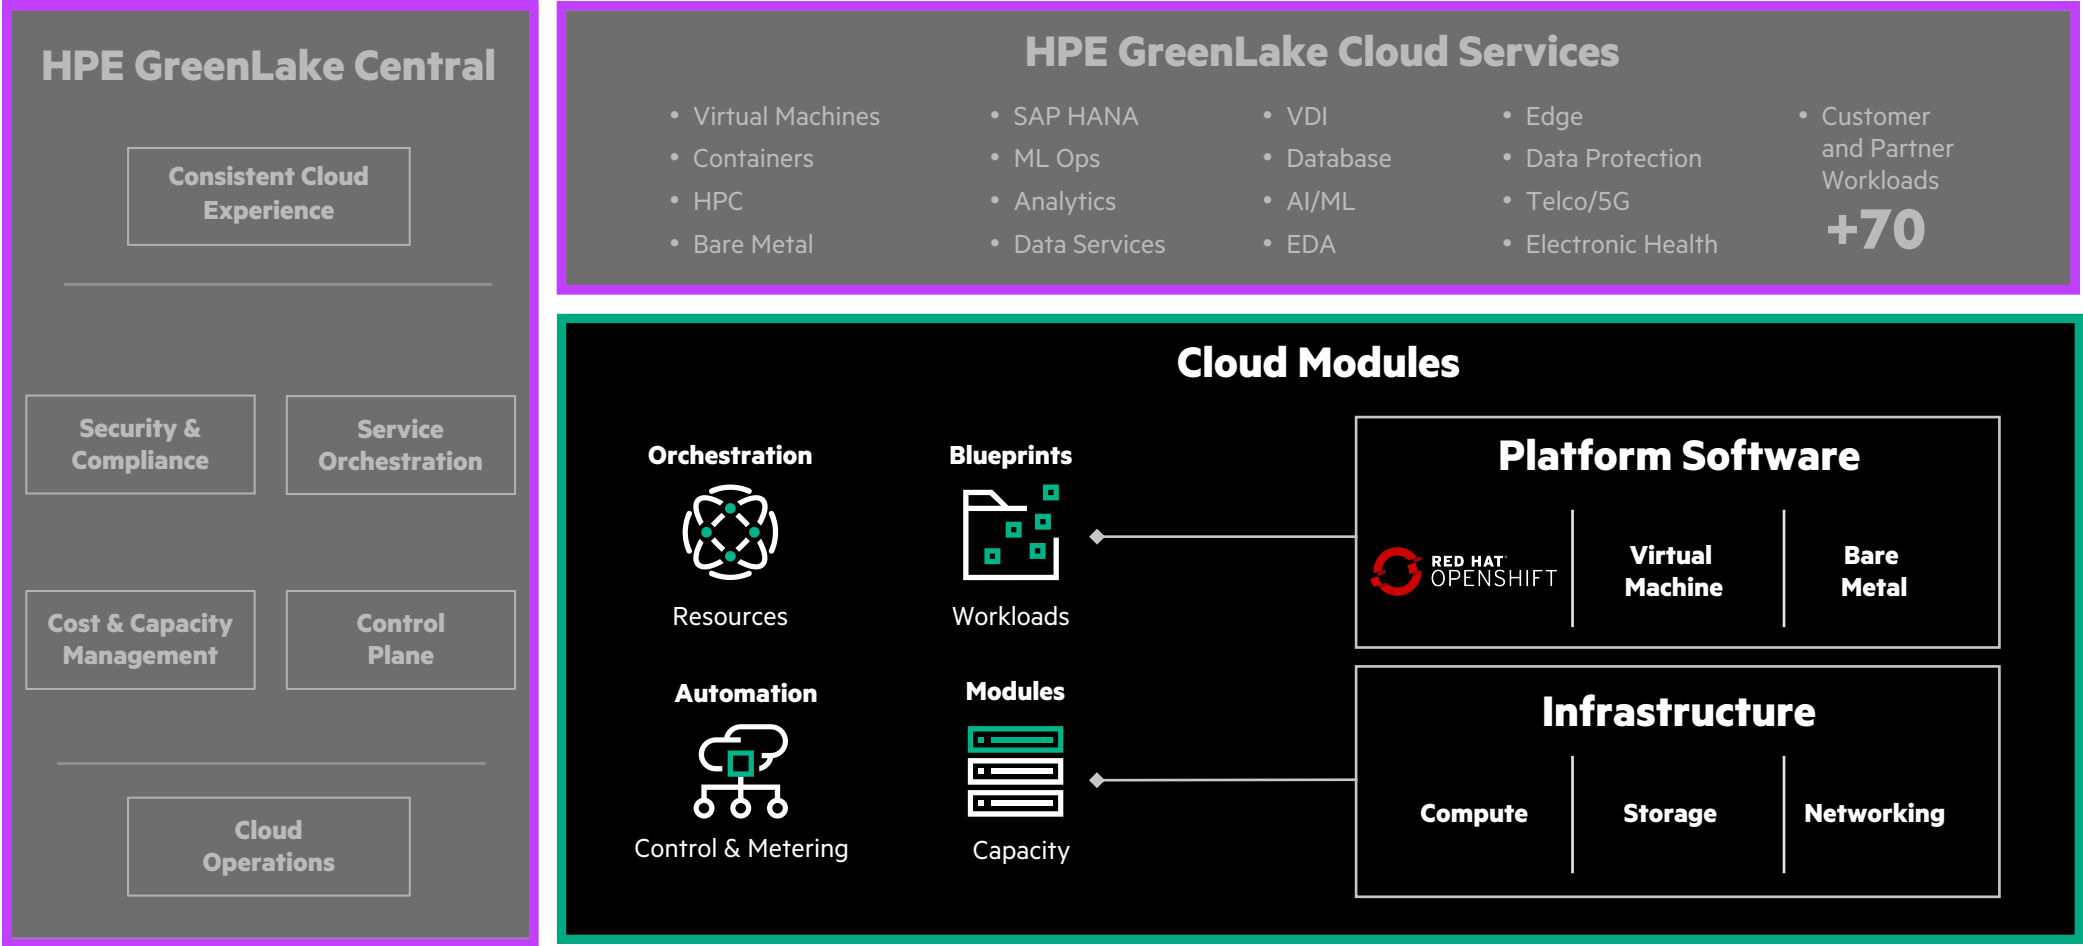 HPE GreenLake Central
Consistent Cloud
Experience
Security &
Compliance
Service
Orchestration
Cost & Capacity
Management
Control
Plane
Cloud
Operations
HPE GreenLake Cloud Services
• Virtual Machines
• Containers
• HPC
• Bare Metal
• SAP HANA
• ML Ops
• Analytics
• Data Services
• VDI
• Database
• AI/ML
• EDA
• Edge
• Data Protection
• Telco/5G
• Electronic Health
• Customer
and Partner
Workloads
+70
Cloud Modules
Orchestration
Resources
Blueprints
Workloads
Automation
Control & Metering
Modules
Capacity
Platform Software
RED HAT
OPENSHIFT
Virtual
Machine
Bare
Metal
Infrastructure
Compute
Storage
Networking